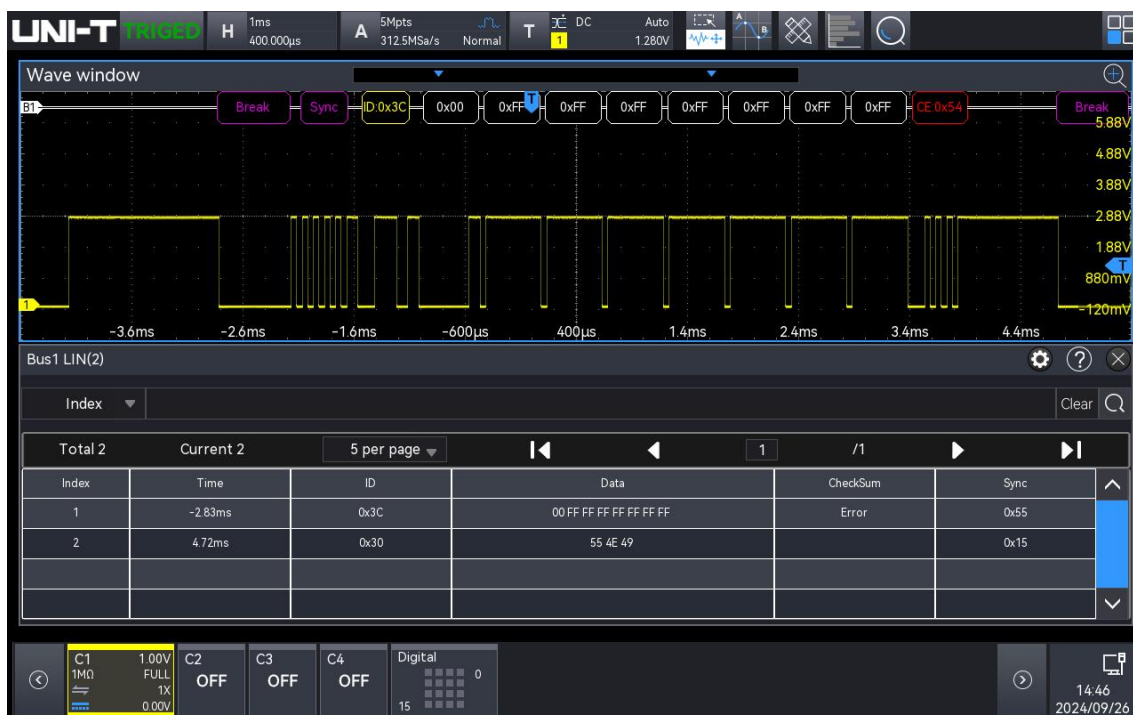 UNI-T TRIGED H 1ms 400.000µs A 5Mpts 312.5MSa/s Normal T DC 1 Auto 1.280V A B
Wave window
B1 Break Sync ID:0x3C 0x00 0xFF T 0xFF 0xFF 0xFF 0xFF 0xFF 0xFF CE:0x54 Break
5.88V
4.88V
3.88V
2.88V
1.88V
T
880mV
1 -120mV
-3.6ms -2.6ms -1.6ms -600µs 400µs 1.4ms 2.4ms 3.4ms 4.4ms
Bus1 LIN(2) ?
Index Clear
Total 2 Current 2 5 per page 1 /1
Index Time ID Data CheckSum Sync
1 -2.83ms 0x3C 00 FF FF FF FF FF FF FF Error 0x55
2 4.72ms 0x30 55 4E 49 0x15
C1 1.00V C2 C3 C4 Digital
1MΩ FULL OFF OFF OFF 0
1X
0.00V 15
14:46
2024/09/26